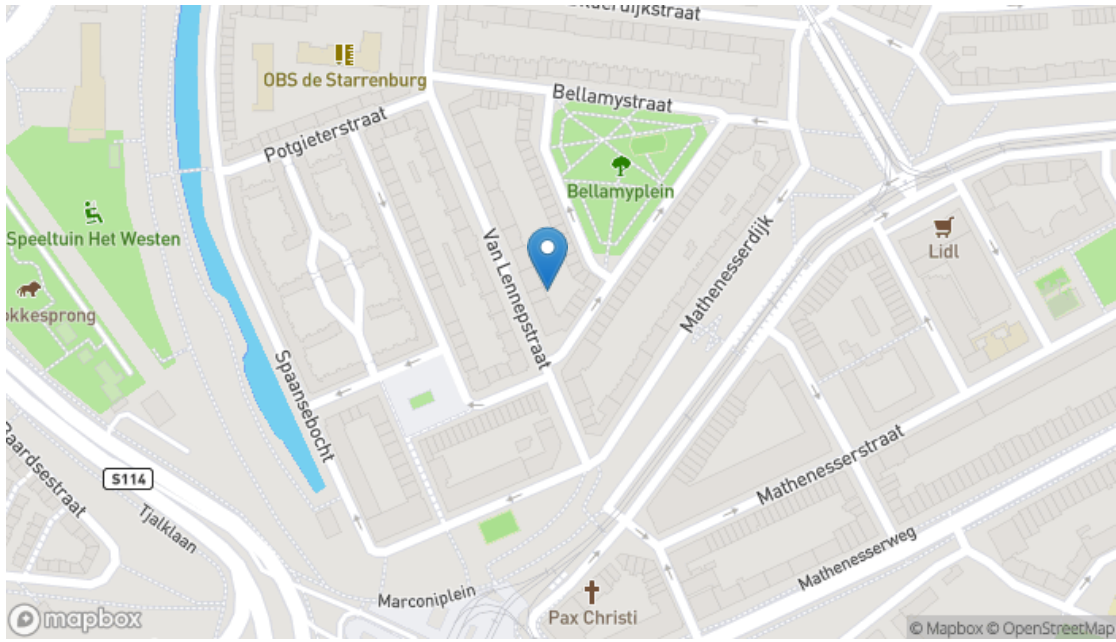 OBS de Starrenburg
Bellamystraat
Potgieterstraat
Bellamyplein
Speeltuin Het Westen
Lidl
Van Lennepstraat
Mathenesserdijk
okkesprong
Spaansebocht
S114
Mathenesserstraat
Tjalklaan
Mathenesserweg
Marconiplein
Pax Christi
mapbox
© Mapbox © OpenStreetMap